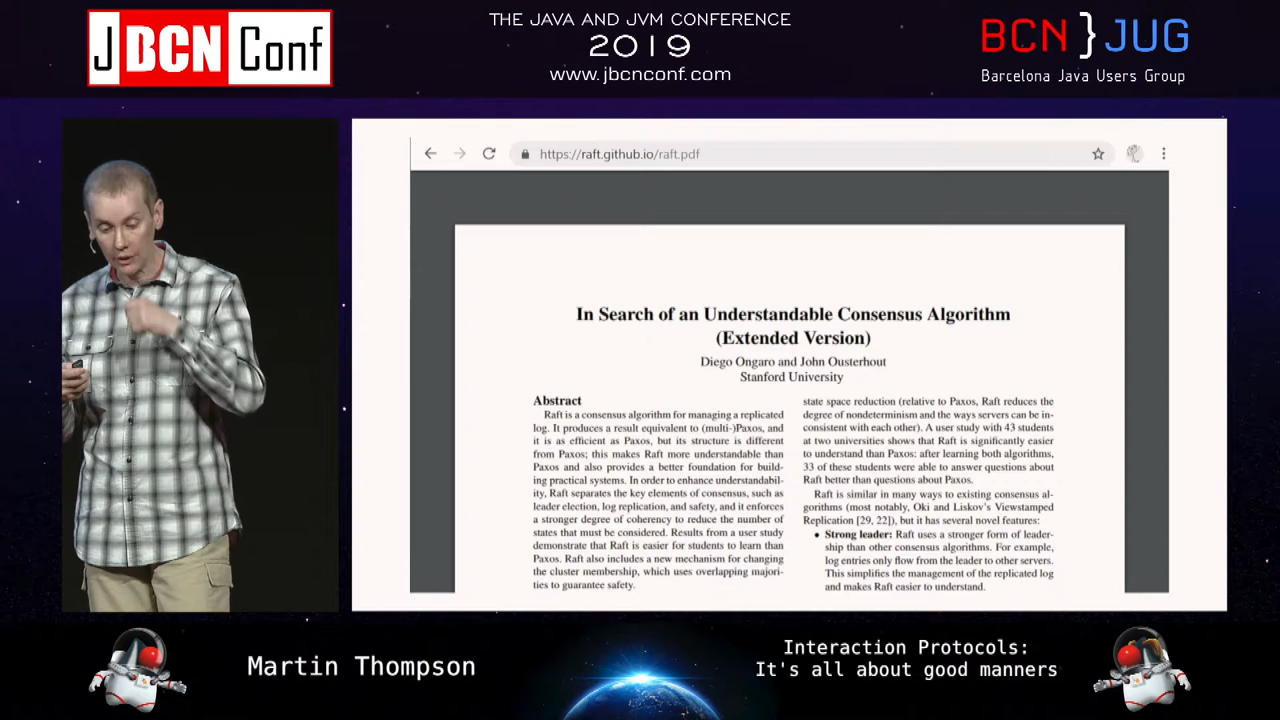 JBCNConf
THE JAVA AND JVM CONFERENCE
2019
www.jbcnconf.com
BCN}JUG
Barcelona Java Users Group
https://raft.github.io/raft.pdf
In Search of an Understandable Consensus Algorithm
(Extended Version)
Diego Ongaro and John Ousterhout
Stanford University
Abstract
Raft is a consensus algorithm for managing a replicated
log. It produces a result equivalent to (multi-)Paxos, and
it is as efficient as Paxos, but its structure is different
from Paxos; this makes Raft more understandable than
Paxos and also provides a better foundation for build-
ing practical systems. In order to enhance understandabil-
ity, Raft separates the key elements of consensus, such as
leader election, log replication, and safety, and it enforces
a stronger degree of coherency to reduce the number of
states that must be considered. Results from a user study
demonstrate that Raft is easier for students to learn than
Paxos. Raft also includes a new mechanism for changing
the cluster membership, which uses overlapping majori-
ties to guarantee safety.
state space reduction (relative to Paxos, Raft reduces the
degree of nondeterminism and the ways servers can be in-
consistent with each other). A user study with 43 students
at two universities shows that Raft is significantly easier
to understand than Paxos: after learning both algorithms,
33 of these students were able to answer questions about
Raft better than questions about Paxos.
Raft is similar in many ways to existing consensus al-
gorithms (most notably, Oki and Liskov's Viewstamped
Replication [29, 22]), but it has several novel features:
• Strong leader: Raft uses a stronger form of leader-
ship than other consensus algorithms. For example,
log entries only flow from the leader to other servers.
This simplifies the management of the replicated log
and makes Raft easier to understand.
Martin Thompson
Interaction Protocols:
It's all about good manners